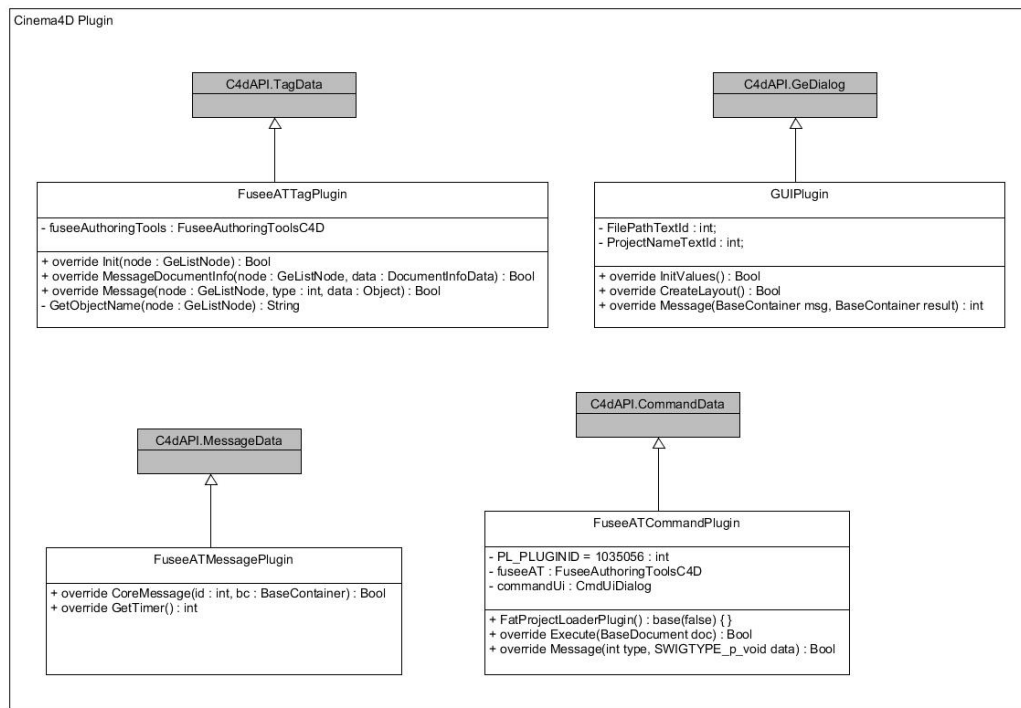 Cinema4D Plugin
C4dAPI.TagData
C4dAPI.GeDialog
FuseeATTagPlugin
- fuseeAuthoringTools : FuseeAuthoringToolsC4D
+ override Init(node : GeListNode) : Bool
+ override MessageDocumentInfo(node : GeListNode, data : DocumentInfoData) : Bool
+ override Message(node : GeListNode, type : int, data : Object) : Bool
- GetObjectName(node : GeListNode) : String
GUIPlugin
- FilePathTextId : int;
- ProjectNameTextId : int;
+ override InitValues() : Bool
+ override CreateLayout() : Bool
+ override Message(BaseContainer msg, BaseContainer result) : int
C4dAPI.MessageData
C4dAPI.CommandData
FuseeATMessagePlugin
+ override CoreMessage(id : int, bc : BaseContainer) : Bool
+ override GetTimer() : int
FuseeATCommandPlugin
- PL_PLUGINID = 1035056 : int
- fuseeAT : FuseeAuthoringToolsC4D
- commandUi : CmdUiDialog
+ FatProjectLoaderPlugin() : base(false) { }
+ override Execute(BaseDocument doc) : Bool
+ override Message(int type, SWIGTYPE_p_void data) : Bool